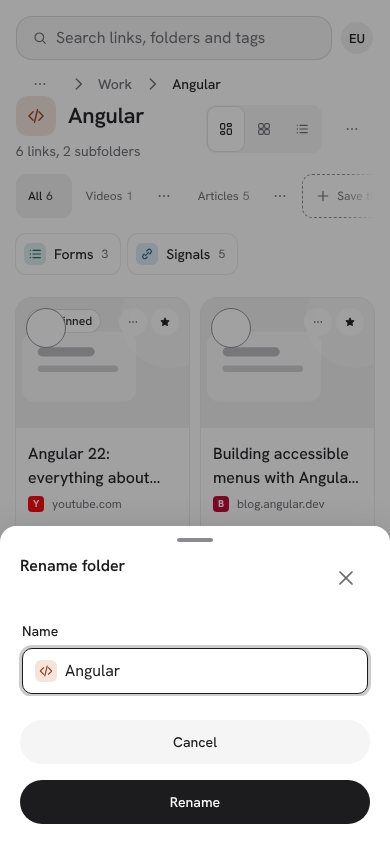 Search links, folders and tags
EU
... > Work > Angular
Angular
6 links, 2 subfolders
All 6
Videos 1
...
Articles 5
...
+ Save
Forms 3
Signals 5
Angular 22:
everything about...
Y youtube.com
Building accessible
menus with Angula...
B blog.angular.dev
Rename folder
Name
Angular
Cancel
Rename